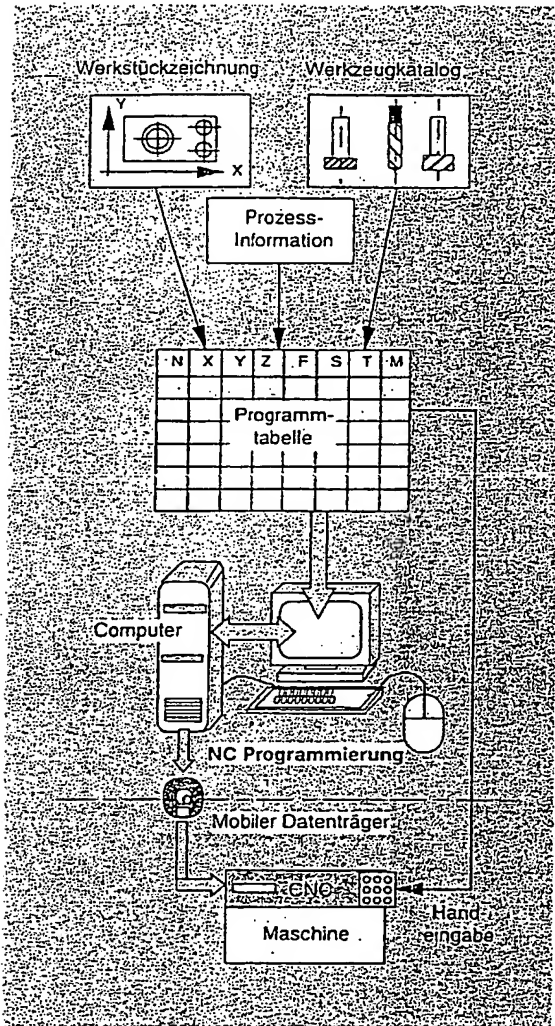 Werkstückzeichnung
Werkzeugkatalog
Y
X
Prozess-
Information
N X Y Z F S T M
Programm-
tabelle
Computer
NC Programmierung
Mobiler Datenträger
CNC
Hand
eingabe
Maschine